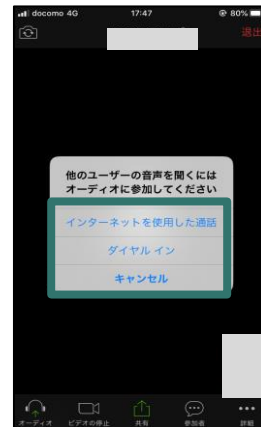 docomo 4G 17:47 80%
退出
他のユーザーの音声を聞くには
オーディオに参加してください
インターネットを使用した通話
ダイヤル イン
キャンセル
オーディオ ビデオの停止 共有 参加者 詳細